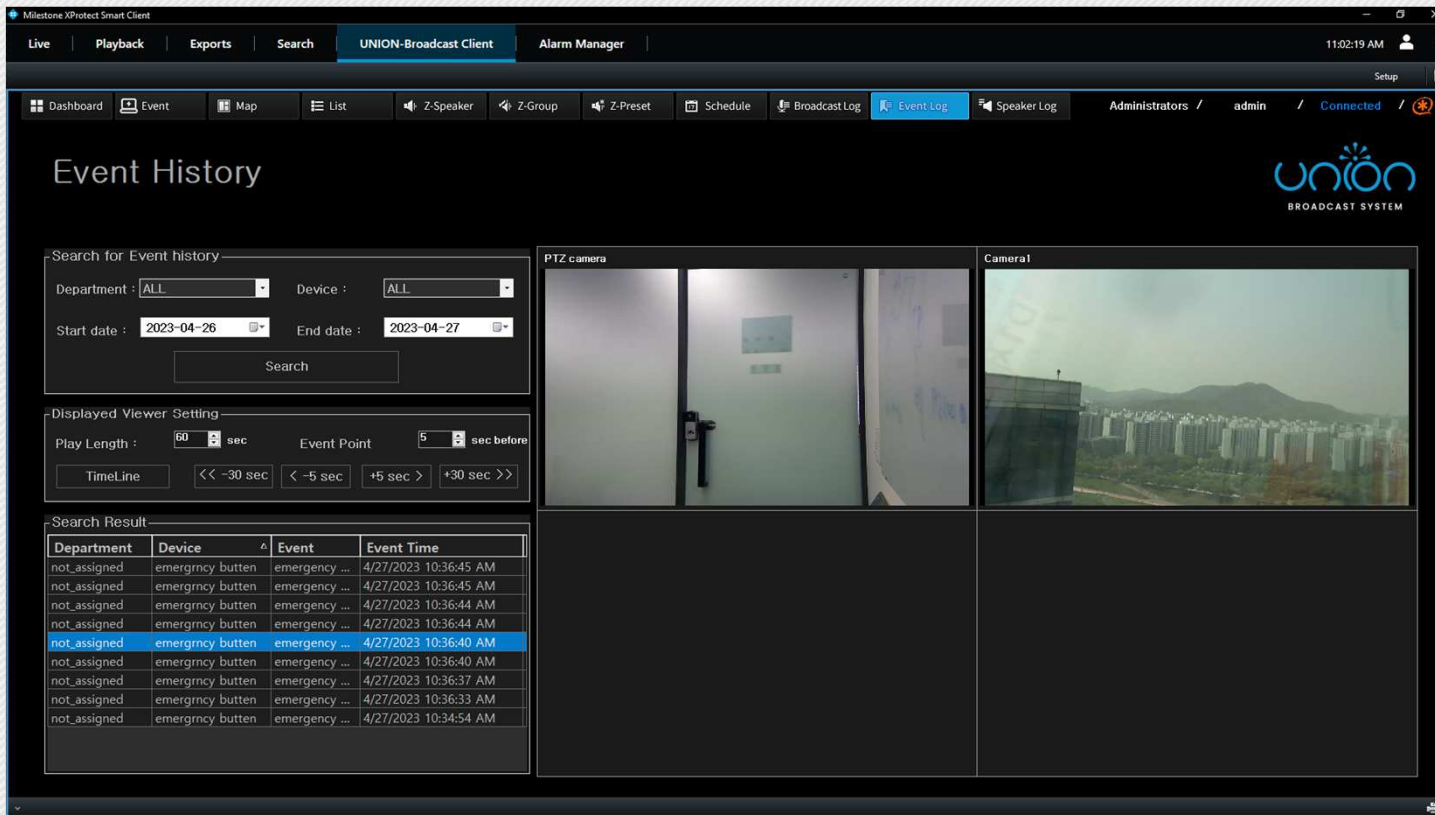 Milestone XProtect Smart Client
Live Playback Exports Search UNION-Broadcast Client Alarm Manager 11:02:19 AM
Setup
Dashboard Event Map List Z-Speaker Z-Group Z-Preset Schedule Broadcast Log Event Log Speaker Log Administrators / admin / Connected /
Event History
union
BROADCAST SYSTEM
Search for Event history
Department : ALL Device : ALL
Start date : 2023-04-26 End date : 2023-04-27
Search
Displayed Viewer Setting
Play Length : 60 sec Event Point 5 sec before
TimeLine << -30 sec < -5 sec +5 sec > +30 sec >>
Search Result
Department Device Event Event Time
not_assigned emergrncy butten emergency ... 4/27/2023 10:36:45 AM
not_assigned emergrncy butten emergency ... 4/27/2023 10:36:45 AM
not_assigned emergrncy butten emergency ... 4/27/2023 10:36:44 AM
not_assigned emergrncy butten emergency ... 4/27/2023 10:36:44 AM
not_assigned emergrncy butten emergency ... 4/27/2023 10:36:40 AM
not_assigned emergrncy butten emergency ... 4/27/2023 10:36:40 AM
not_assigned emergrncy butten emergency ... 4/27/2023 10:36:37 AM
not_assigned emergrncy butten emergency ... 4/27/2023 10:36:33 AM
not_assigned emergrncy butten emergency ... 4/27/2023 10:34:54 AM
PTZ camera
Camera1